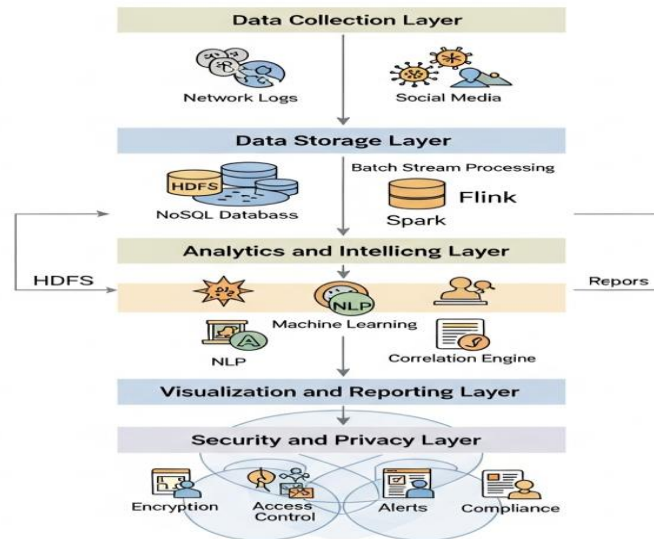 Data Collection Layer
Network Logs
Social Media
Data Storage Layer
Batch Stream Processing
HDFS
Flink
NoSQL Databass
Spark
Analytics and Intellicng Layer
HDFS
Repors
NLP
Machine Learning
A
NLP
Correlation Engine
Visualization and Reporting Layer
Security and Privacy Layer
Encryption
Access
Control
Alerts
Compliance